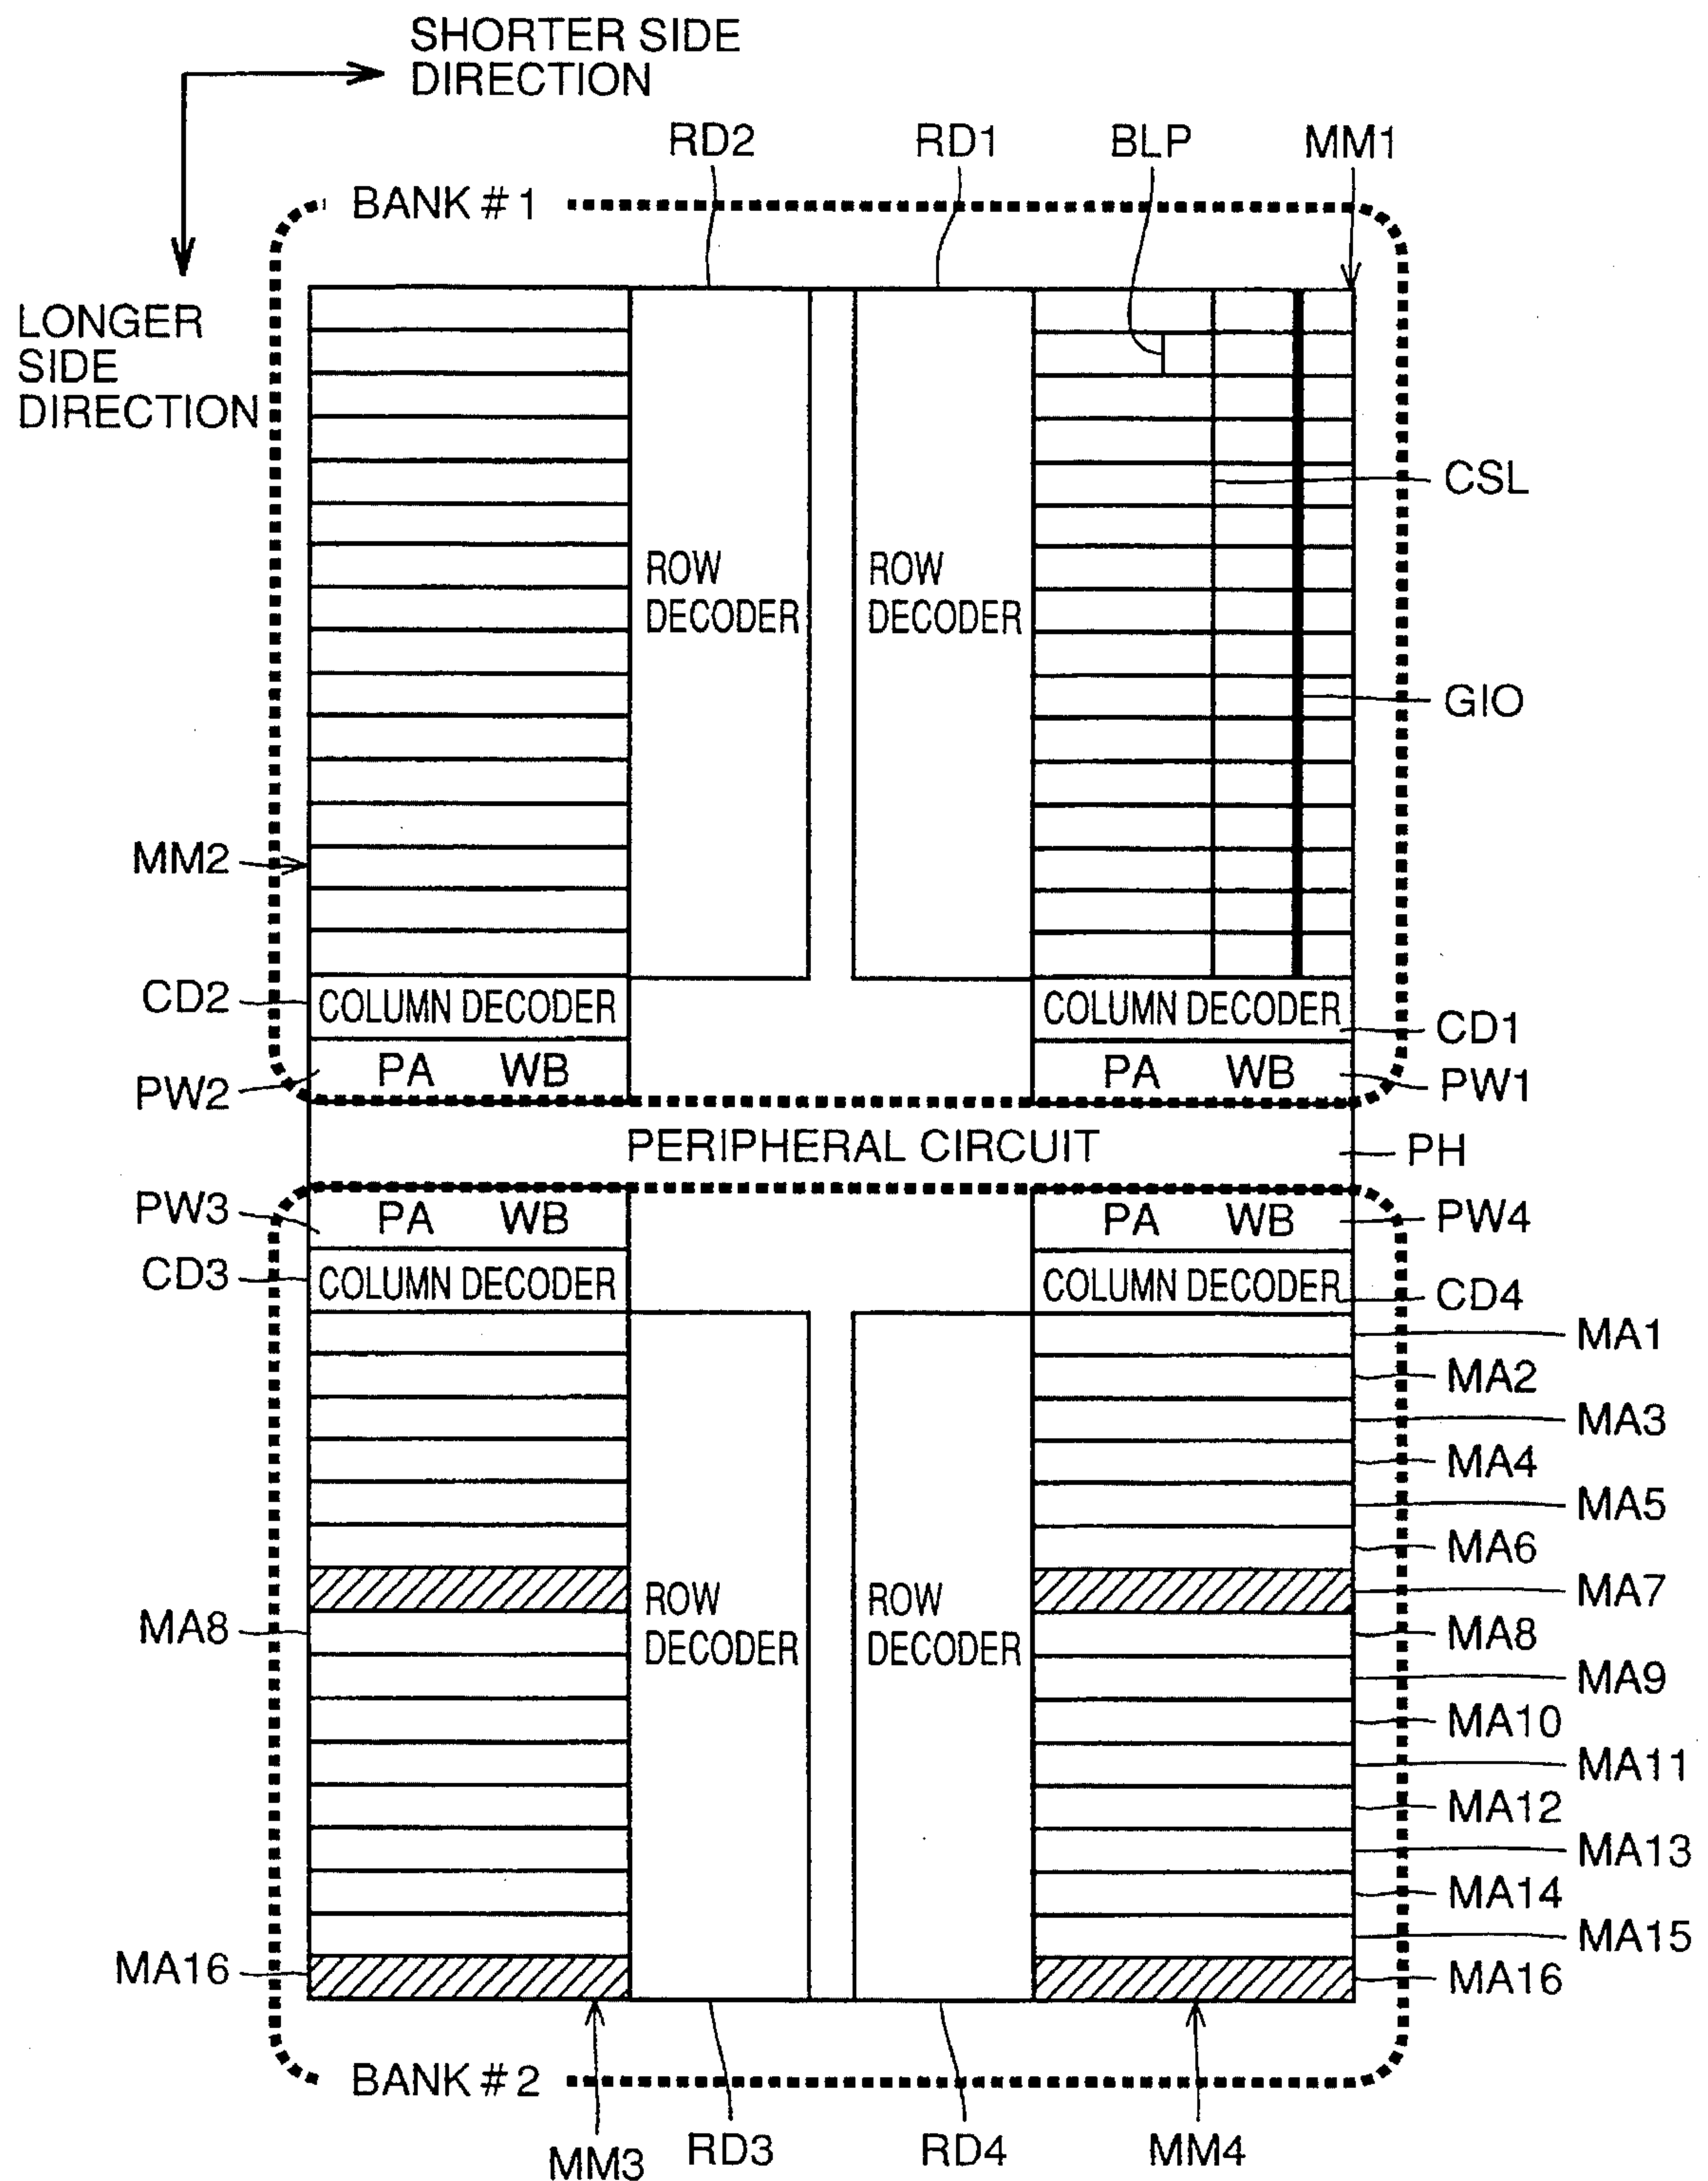 SHORTER SIDE
DIRECTION
LONGER
SIDE
DIRECTION
RD2
RD1
BLP
MM1
BANK #1
CSL
ROW
DECODER
ROW
DECODER
GIO
MM2
CD2
COLUMN DECODER
COLUMN DECODER
CD1
PW2
PA WB
PA WB
PW1
PERIPHERAL CIRCUIT
PH
PW3
PA WB
PA WB
PW4
CD3
COLUMN DECODER
COLUMN DECODER
CD4
MA1
MA2
MA3
MA4
MA5
MA6
MA7
MA8
ROW
DECODER
ROW
DECODER
MA8
MA9
MA10
MA11
MA12
MA13
MA14
MA15
MA16
MA16
BANK #2
MM3
RD3
RD4
MM4